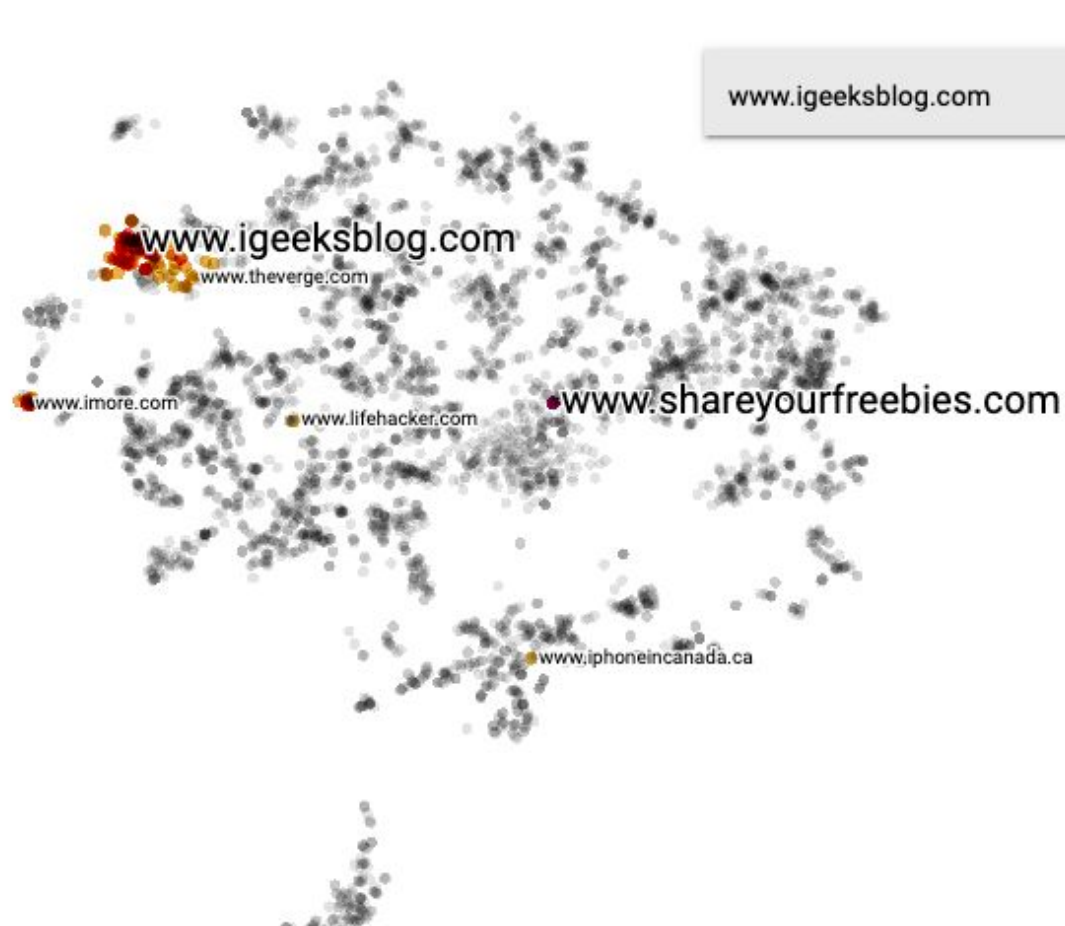 www.igeeksblog.com
www.igeeksblog.com
www.theverge.com
www.imore.com
www.shareyourfreebies.com
www.lifehacker.com
www.iphoneincanada.ca